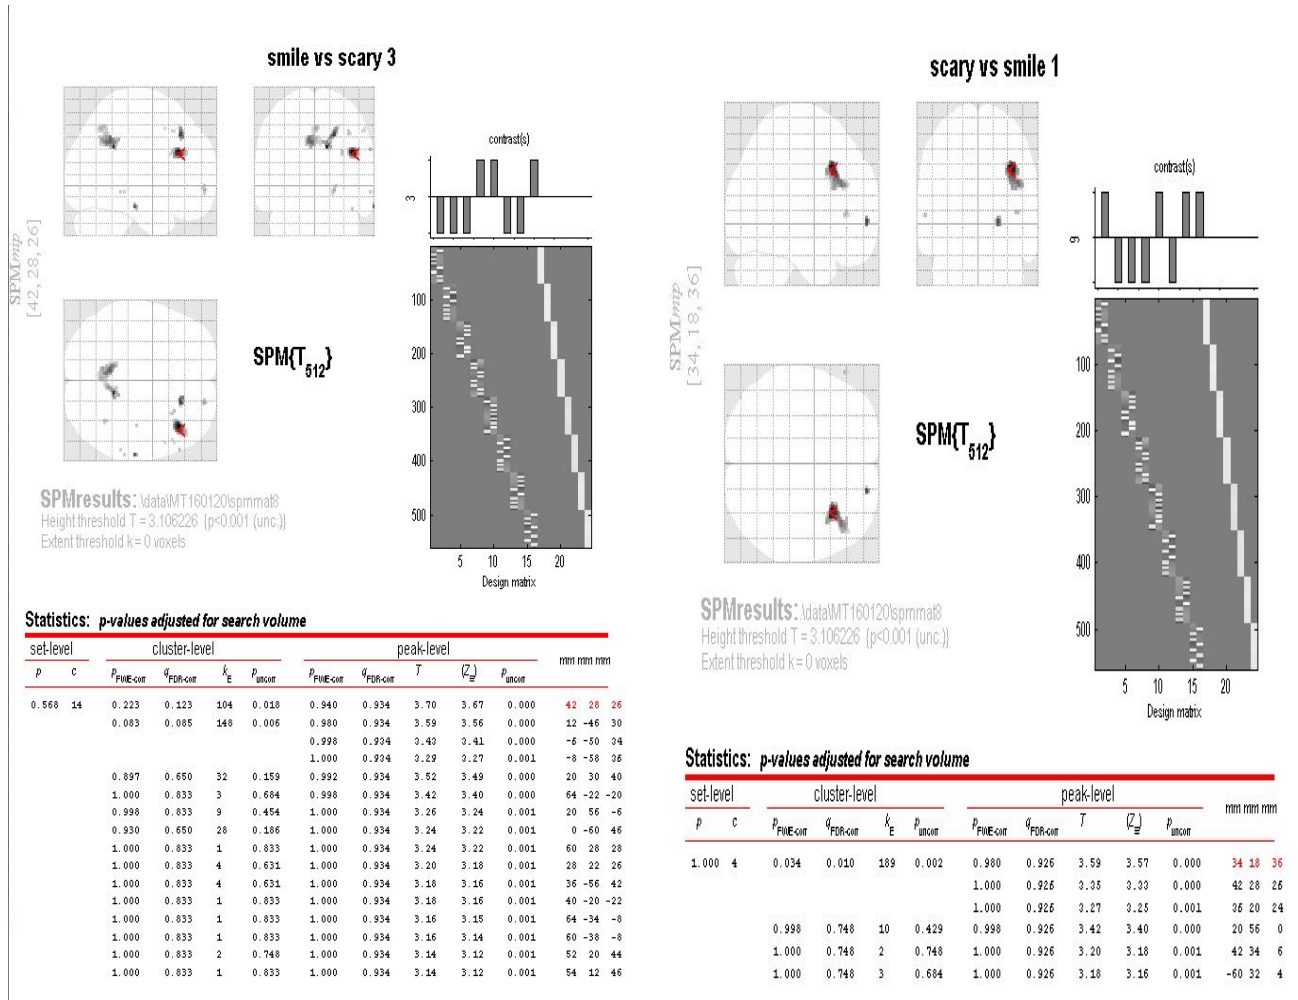 smile vs scary 3
contrast(s)
3
SPMmip
[42, 28, 26]
100
200
300
400
500
5 10 15 20
Design matrix
SPM{T512}
SPMresults: .\data\MT160120\spmmat8
Height threshold T = 3.106226 {p<0.001 (unc.)}
Extent threshold k = 0 voxels
Statistics: p-values adjusted for search volume
set-level cluster-level peak-level mm mm mm
p c pFWE-corr qFDR-corr kE puncorr pFWE-corr qFDR-corr T (Z≡) puncorr
0.568 14 0.223 0.123 104 0.018 0.940 0.934 3.70 3.67 0.000 42 28 26
0.083 0.085 148 0.006 0.980 0.934 3.59 3.56 0.000 12 -46 30
0.998 0.934 3.43 3.41 0.000 -6 -50 34
1.000 0.934 3.29 3.27 0.001 -8 -58 36
0.897 0.650 32 0.159 0.992 0.934 3.52 3.49 0.000 20 30 40
1.000 0.833 3 0.684 0.998 0.934 3.42 3.40 0.000 64 -22 -20
0.998 0.833 9 0.454 1.000 0.934 3.26 3.24 0.001 20 56 -6
0.930 0.650 28 0.186 1.000 0.934 3.24 3.22 0.001 0 -60 46
1.000 0.833 1 0.833 1.000 0.934 3.24 3.22 0.001 60 28 28
1.000 0.833 4 0.631 1.000 0.934 3.20 3.18 0.001 28 22 26
1.000 0.833 4 0.631 1.000 0.934 3.18 3.16 0.001 36 -56 42
1.000 0.833 1 0.833 1.000 0.934 3.18 3.16 0.001 40 -20 -22
1.000 0.833 1 0.833 1.000 0.934 3.16 3.15 0.001 64 -34 -8
1.000 0.833 1 0.833 1.000 0.934 3.16 3.14 0.001 60 -38 -8
1.000 0.833 2 0.748 1.000 0.934 3.14 3.12 0.001 52 20 44
1.000 0.833 1 0.833 1.000 0.934 3.14 3.12 0.001 54 12 46
scary vs smile 1
contrast(s)
9
SPMmip
[34, 18, 36]
100
200
300
400
500
5 10 15 20
Design matrix
SPM{T512}
SPMresults: .\data\MT160120\spmmat8
Height threshold T = 3.106226 {p<0.001 (unc.)}
Extent threshold k = 0 voxels
Statistics: p-values adjusted for search volume
set-level cluster-level peak-level mm mm mm
p c pFWE-corr qFDR-corr kE puncorr pFWE-corr qFDR-corr T (Z≡) puncorr
1.000 4 0.034 0.010 189 0.002 0.980 0.926 3.59 3.57 0.000 34 18 36
1.000 0.926 3.35 3.33 0.000 42 28 26
1.000 0.926 3.27 3.25 0.001 36 20 24
0.998 0.748 10 0.429 0.998 0.926 3.42 3.40 0.000 20 56 0
1.000 0.748 2 0.748 1.000 0.926 3.20 3.18 0.001 42 34 6
1.000 0.748 3 0.684 1.000 0.926 3.18 3.16 0.001 -60 32 4